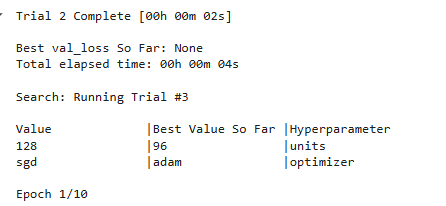 Trial 2 Complete [00h 00m 02s]
Best val_loss So Far: None
Total elapsed time: 00h 00m 04s
Search: Running Trial #3
Value |Best Value So Far |Hyperparameter
128 |96 |units
sgd |adam |optimizer
Epoch 1/10